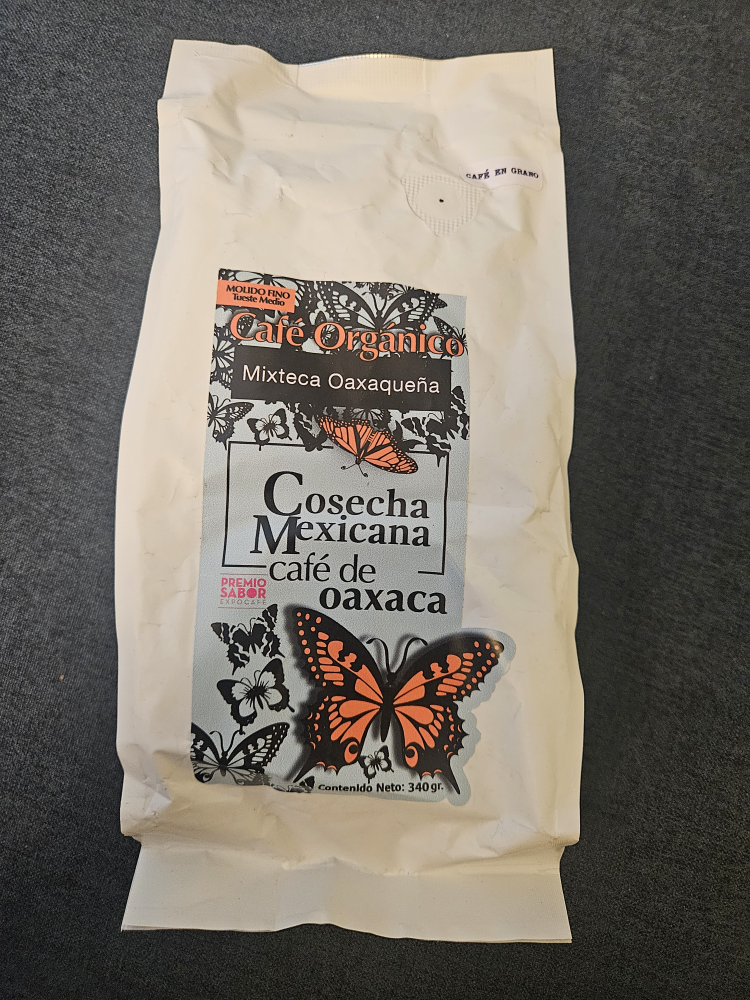 CAFÉ EN GRANO
MOLIDO FINO
Tueste Medio
Café Orgánico
Mixteca Oaxaqueña
Cosecha
Mexicana
café de
oaxaca
PREMIO
SABOR
EXPOCAFÉ
Contenido Neto: 340 gr.